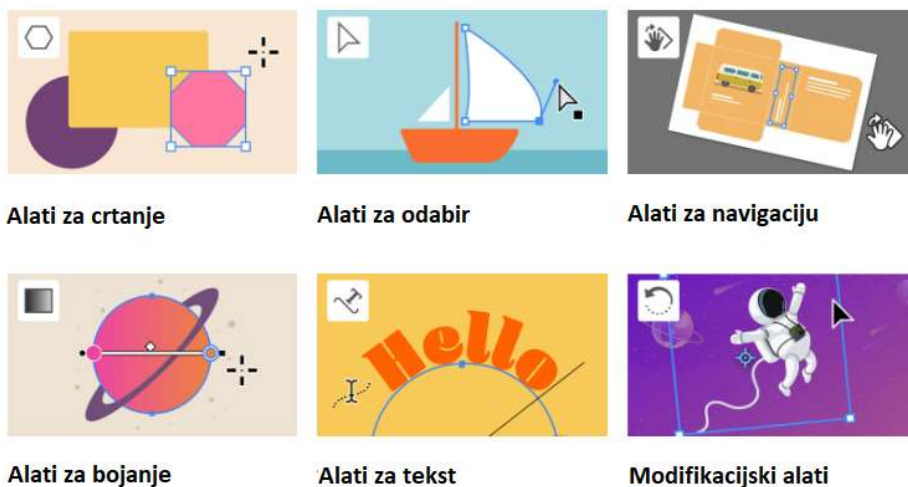 Alati za crtanje
Alati za odabir
Alati za navigaciju
Hello
Alati za bojanje
Alati za tekst
Modifikacijski alati